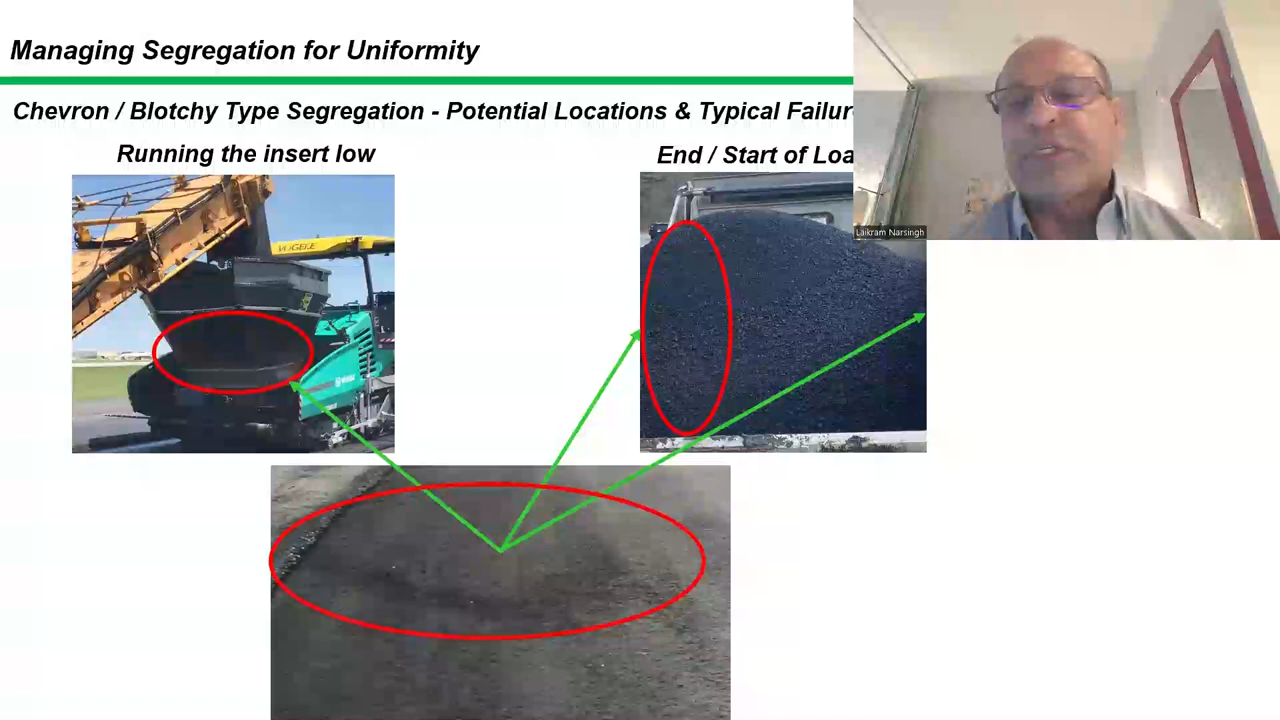 Managing Segregation for Uniformity
Chevron / Blotchy Type Segregation - Potential Locations & Typical Failur
Running the insert low
End / Start of Loa
VÖGELE
Laikram Narsingh